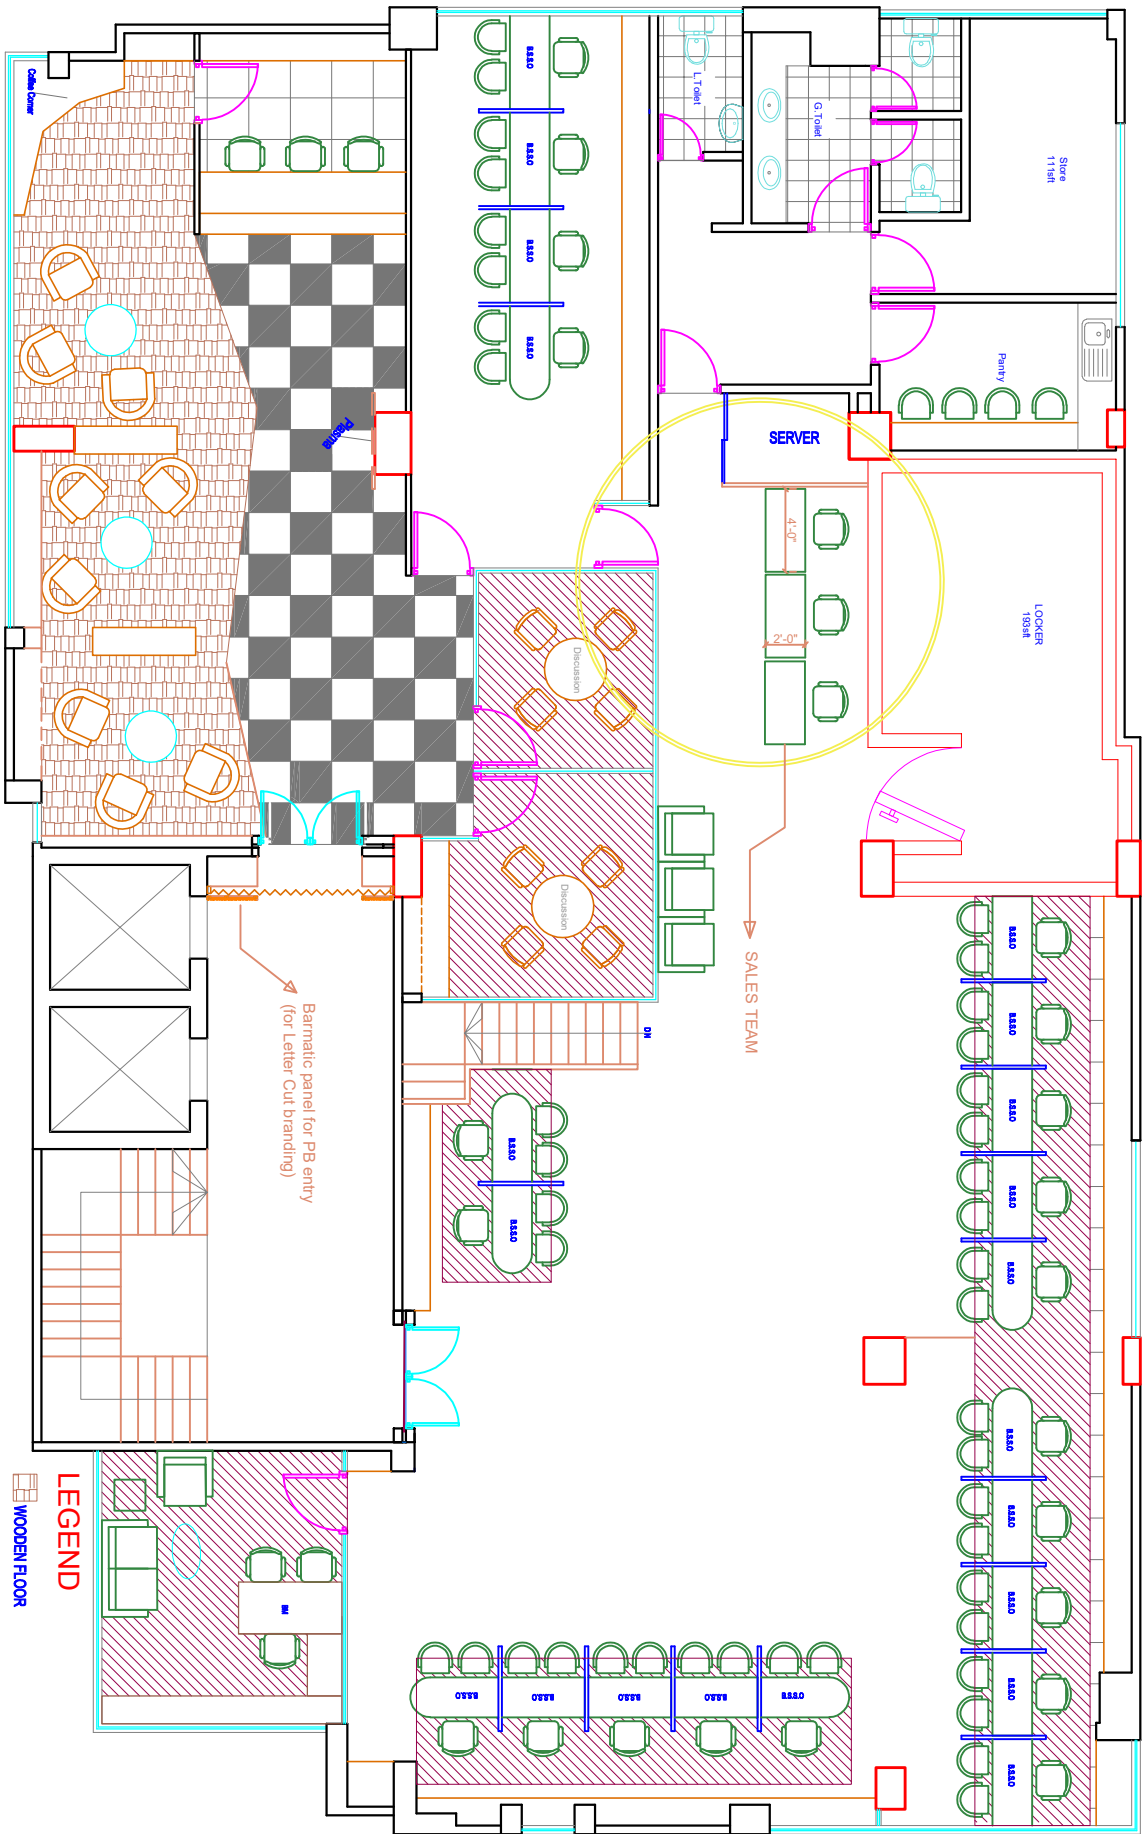 Coffee Corner
B.S.S.O
B.S.S.O
B.S.S.O
B.S.S.O
L.Toilet
G.Toilet
Store
111sft
Pantry
SERVER
Plasma
4'-0"
2'-0"
LOCKER
193sft
Discussion
Discussion
SALES TEAM
DN
Barmatic panel for PB entry
(for Letter Cut branding)
B.S.S.O
B.S.S.O
B.S.S.O
B.S.S.O
B.S.S.O
B.S.S.O
B.S.S.O
B.S.S.O
B.S.S.O
B.S.S.O
B.S.S.O
B.S.S.O
BM
B.S.S.O
B.S.S.O
B.S.S.O
B.S.S.O
B.S.S.O
LEGEND
WOODEN FLOOR